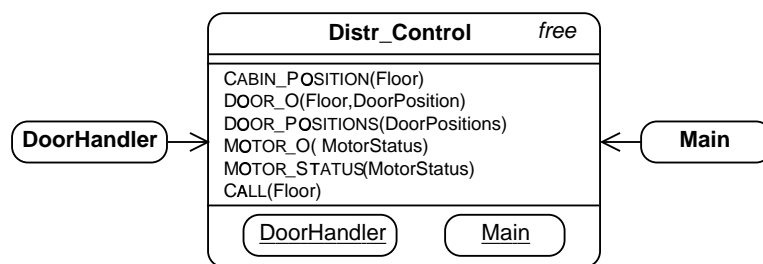 Distr_Control free
CABIN_POSITION(Floor)
DOOR_O(Floor,DoorPosition)
DOOR_POSITIONS(DoorPositions)
DoorHandler
MOTOR_O( MotorStatus)
Main
MOTOR_STATUS(MotorStatus)
CALL(Floor)
DoorHandler
Main